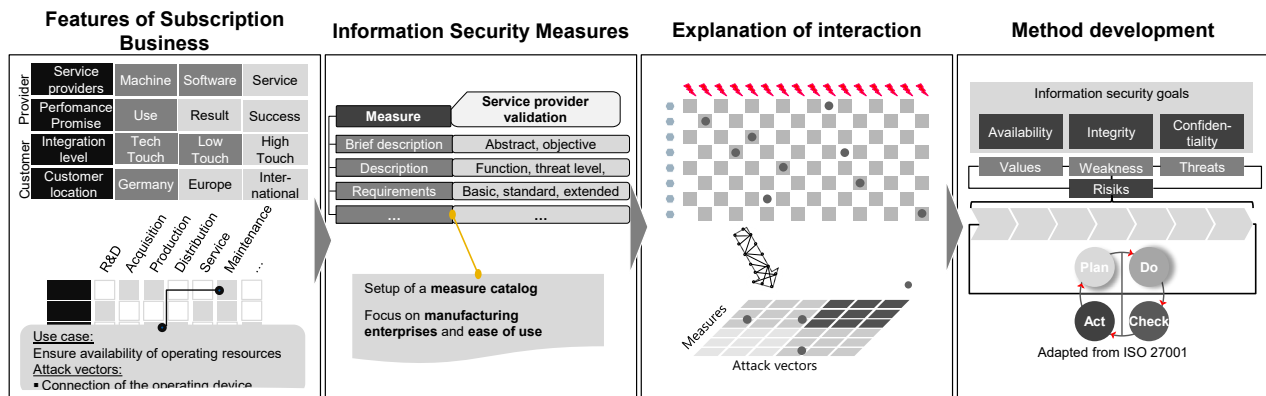 Features of Subscription
Business
Information Security Measures
Explanation of interaction
Method development
Provider
Customer
Service
providers
Machine
Software
Service
Perfomance
Promise
Use
Result
Success
Integration
level
Tech
Touch
Low
Touch
High
Touch
Customer
location
Germany
Europe
Inter-
national
R&D
Acquisition
Production
Distribution
Service
Maintenance
...
Use case:
Ensure availability of operating resources
Attack vectors:
▪ Connection of the operating device
Measure
Service provider
validation
Brief description
Abstract, objective
Description
Function, threat level,
Requirements
Basic, standard, extended
...
...
Setup of a measure catalog
Focus on manufacturing
enterprises and ease of use
Measures
Attack vectors
Information security goals
Availability
Integrity
Confiden-
tiality
Values
Weakness
Threats
Risiks
Plan
Do
Act
Check
Adapted from ISO 27001